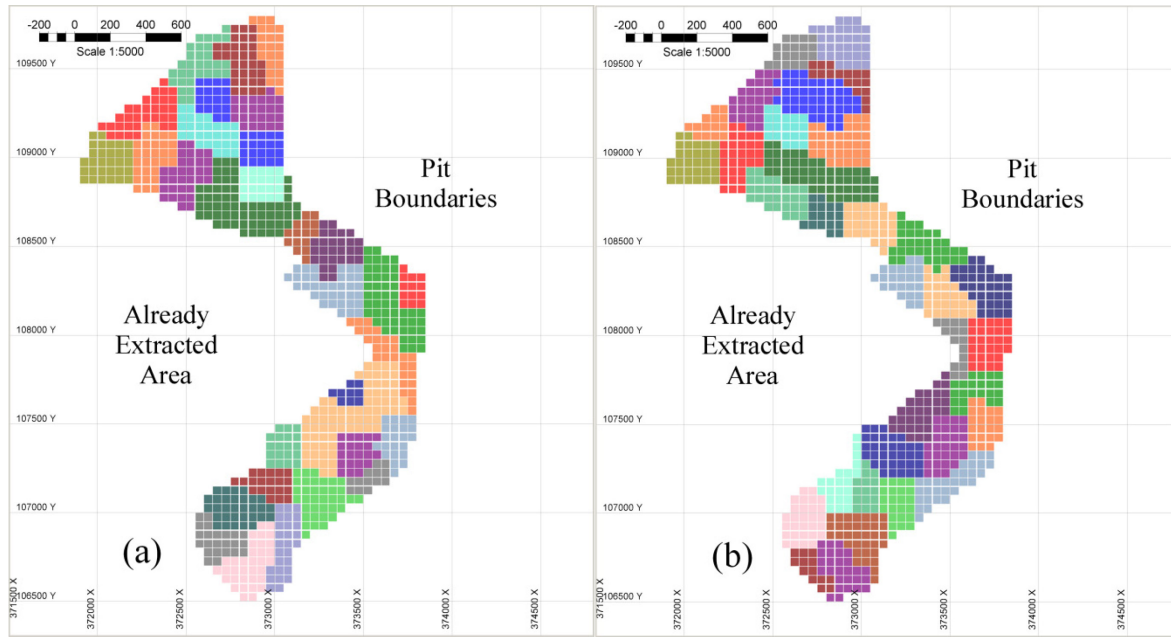 -200 0 200 400 600
Scale 1:5000
109500 Y
109000 Y
108500 Y
108000 Y
107500 Y
107000 Y
106500 Y
Pit
Boundaries
Already
Extracted
Area
(a)
371500 X
372000 X
372500 X
373000 X
373500 X
374000 X
374500 X
-200 0 200 400 600
Scale 1:5000
109500 Y
109000 Y
108500 Y
108000 Y
107500 Y
107000 Y
106500 Y
Pit
Boundaries
Already
Extracted
Area
(b)
371500 X
372000 X
372500 X
373000 X
373500 X
374000 X
374500 X